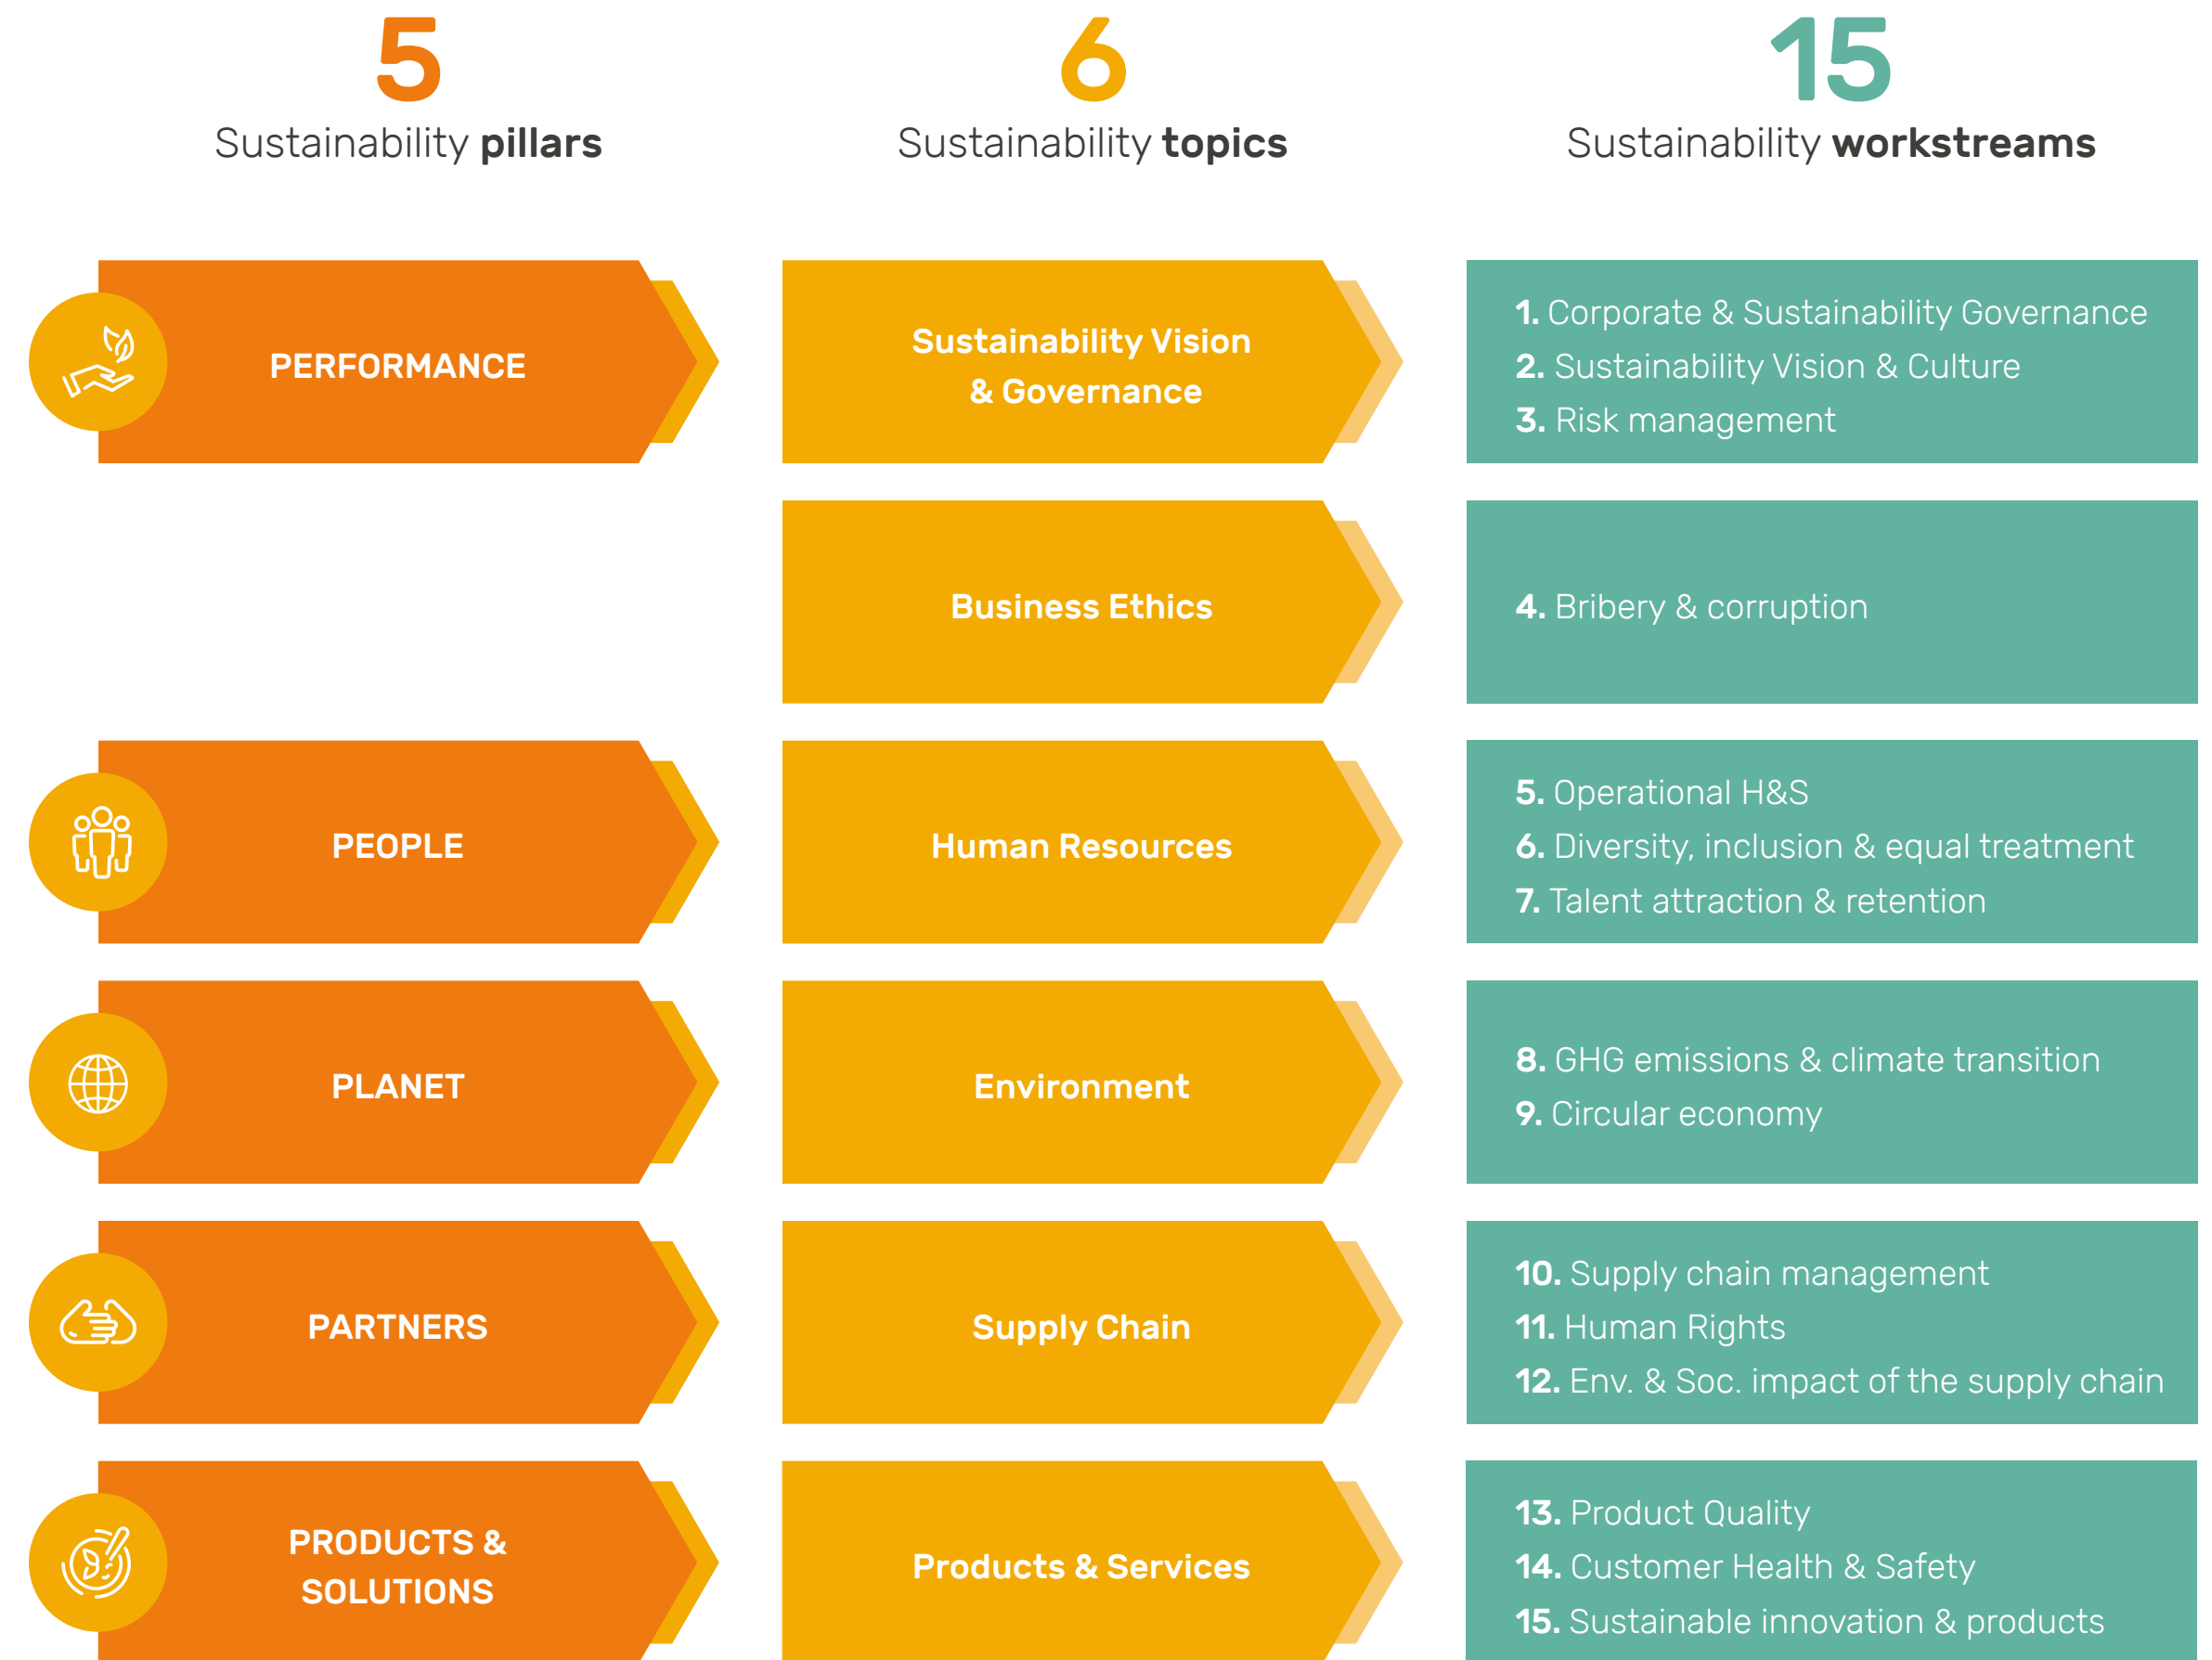 5
Sustainability pillars
6
Sustainability topics
15
Sustainability workstreams
PERFORMANCE
Sustainability Vision
& Governance
1. Corporate & Sustainability Governance
2. Sustainability Vision & Culture
3. Risk management
Business Ethics
4. Bribery & corruption
PEOPLE
Human Resources
5. Operational H&S
6. Diversity, inclusion & equal treatment
7. Talent attraction & retention
PLANET
Environment
8. GHG emissions & climate transition
9. Circular economy
PARTNERS
Supply Chain
10. Supply chain management
11. Human Rights
12. Env. & Soc. impact of the supply chain
PRODUCTS &
SOLUTIONS
Products & Services
13. Product Quality
14. Customer Health & Safety
15. Sustainable innovation & products